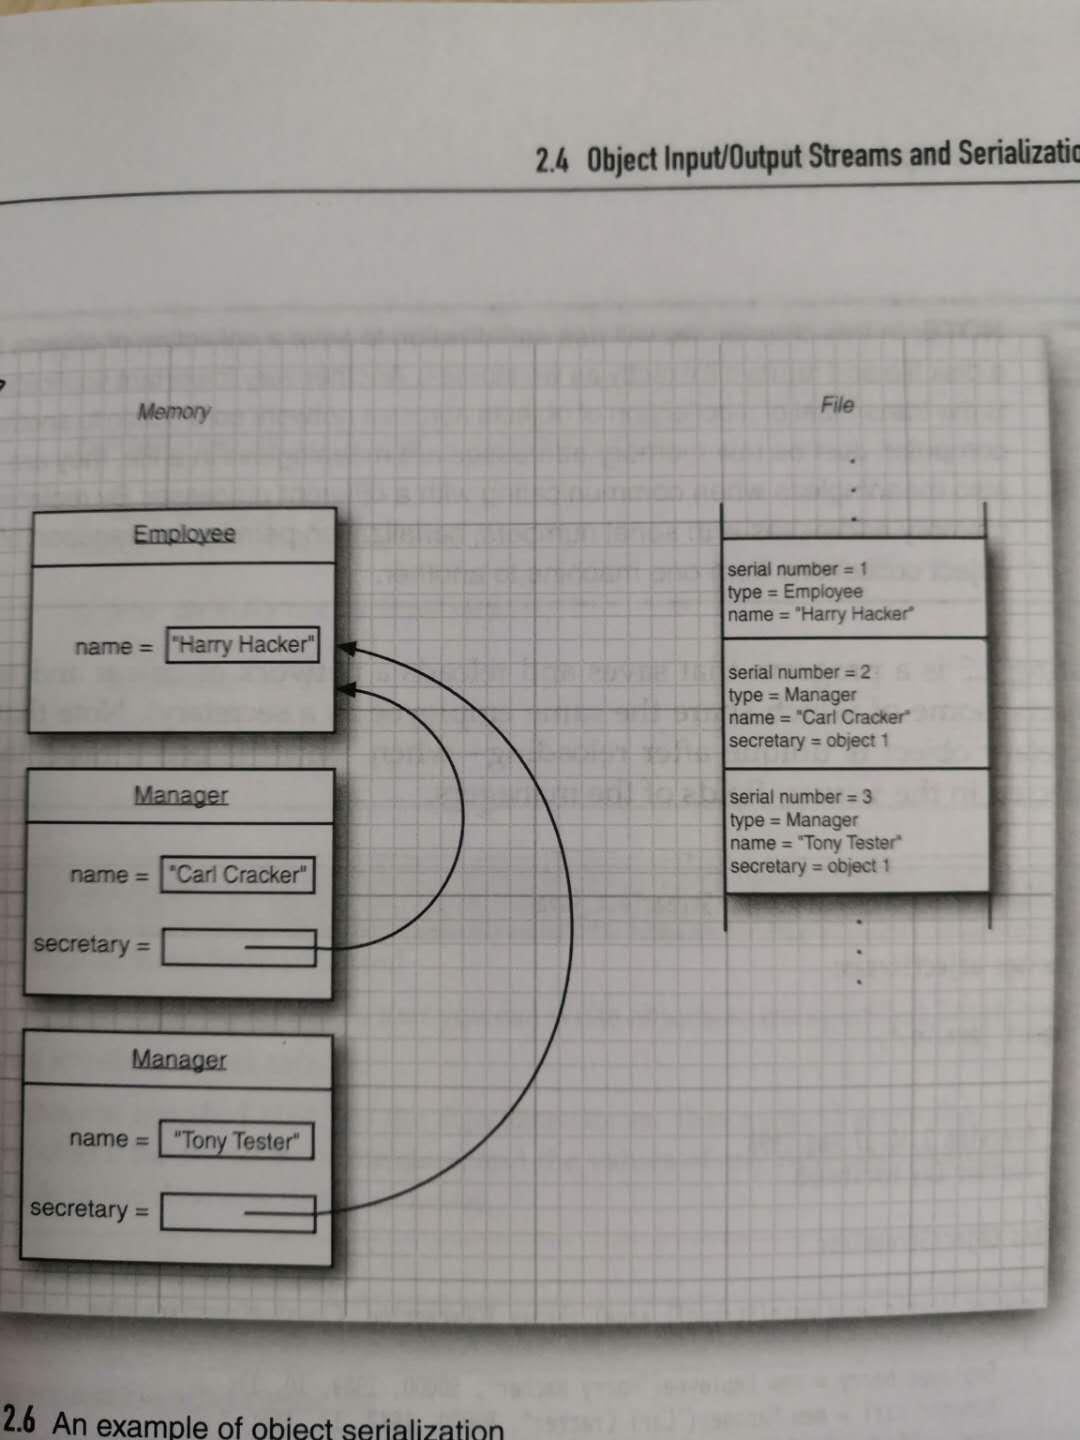 2.4 Object Input/Output Streams and
Memory
File
Employee
name = "Harry Hacker"
Manager
name = "Carl Cracker"
secretary =
Manager
name = "Tony Tester"
secretary =
serial number = 1
type = Employee
name = "Harry Hacker"
serial number = 2
type = Manager
name = "Carl Cracker"
secretary = object 1
serial number = 3
type = Manager
name = "Tony Tester"
secretary = object 1
2.6 An example of object serialization